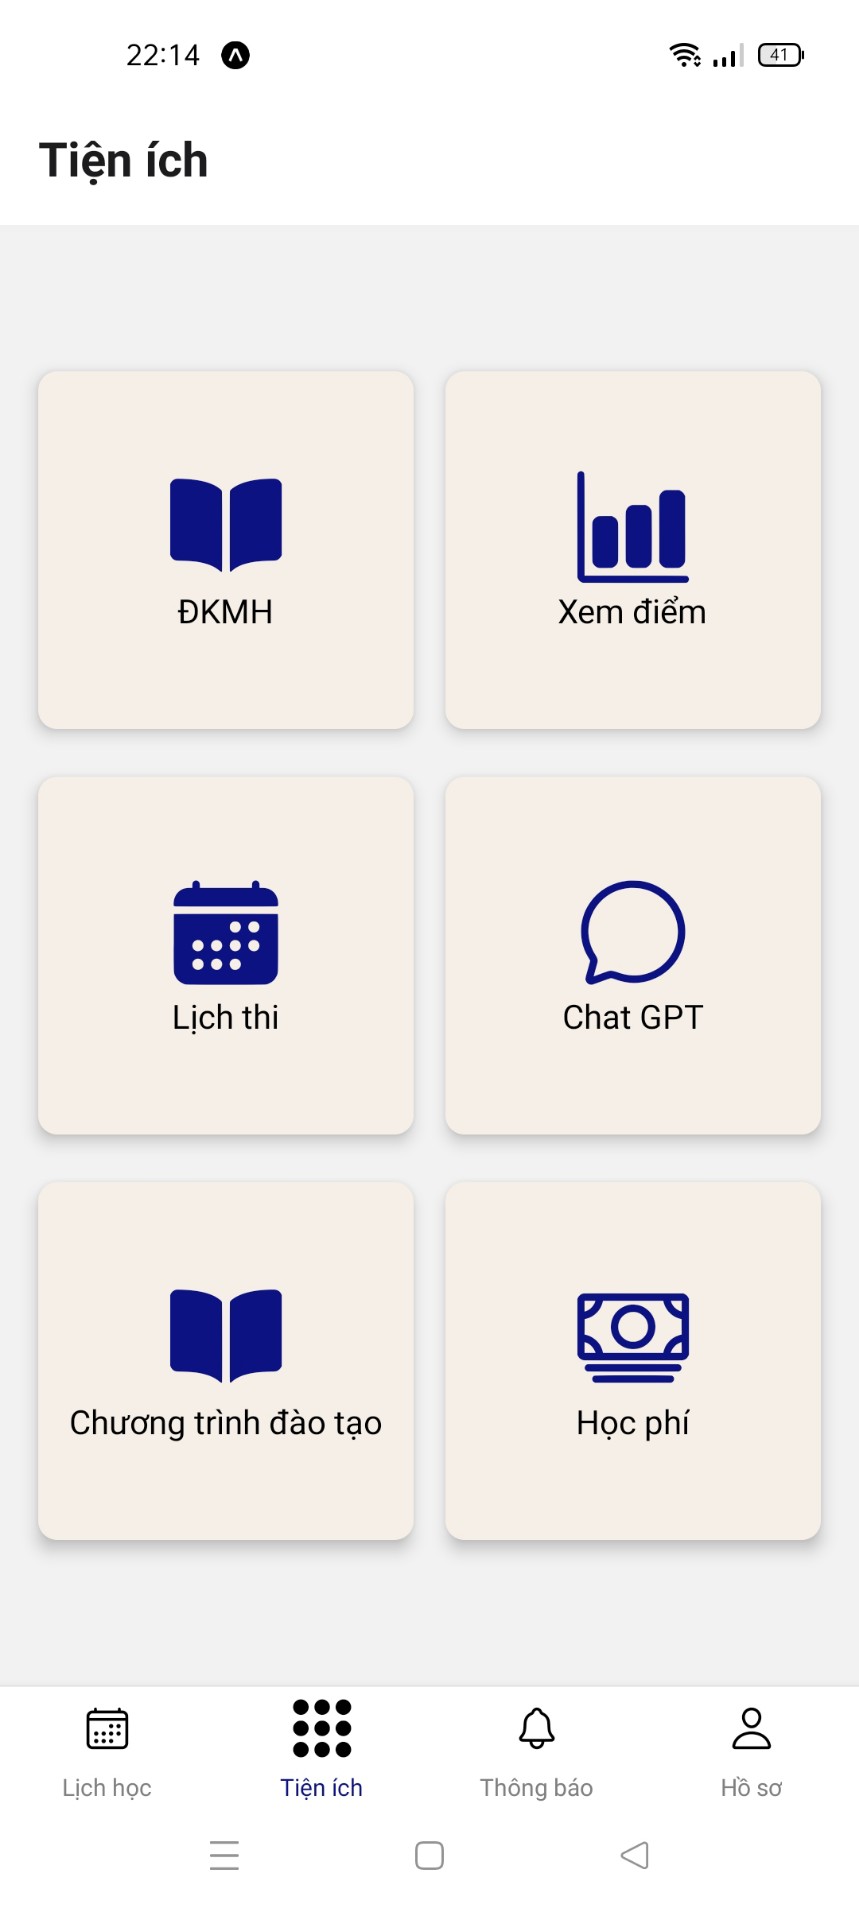 22:14
41
Tiện ích
ĐKMH
Xem điểm
Lịch thi
Chat GPT
Chương trình đào tạo
Học phí
Lịch học
Tiện ích
Thông báo
Hồ sơ